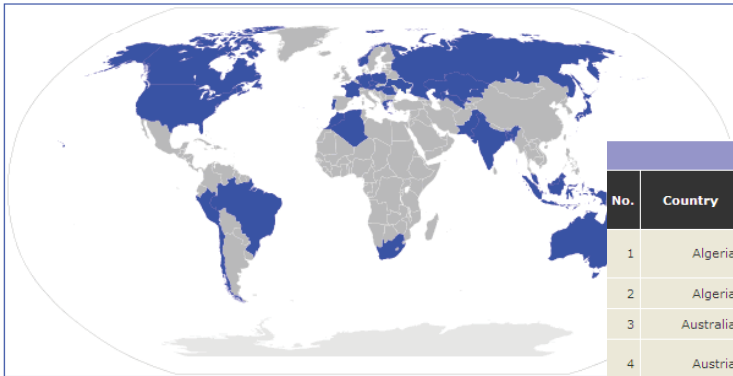 No. Country
1 Algeria
2 Algeria
3 Australia
4 Austria